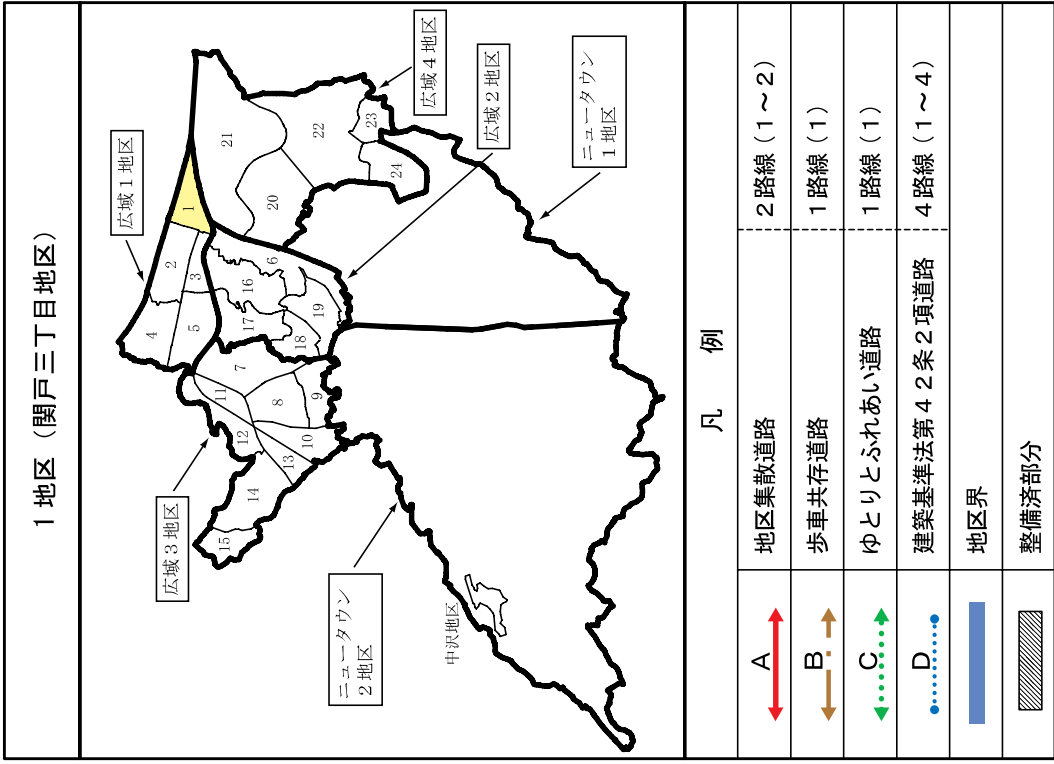 1地区（関戸三丁目地区）
広域1地区
広域4地区
広域2地区
広域3地区
ニュータウン
1地区
ニュータウン
2地区
中沢地区
1
2
3
4
5
6
7
8
9
10
11
12
13
14
15
16
17
18
19
20
21
22
23
24
凡　例
A　地区集散道路　2路線（1～2）
B　歩車共存道路　1路線（1）
C　ゆとりとふれあい道路　1路線（1）
D　建築基準法第42条2項道路　4路線（1～4）
地区界
整備済部分